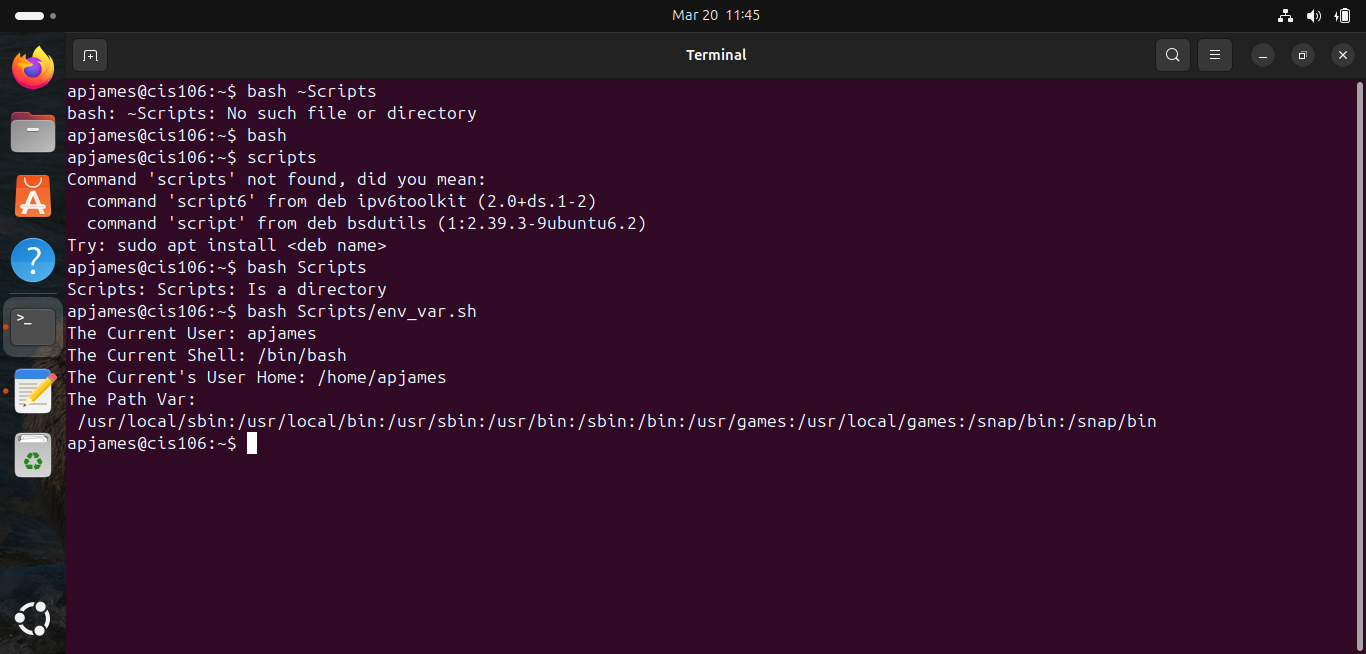 Mar 20 11:45
Terminal
apjames@cis106:~$ bash ~Scripts
bash: ~Scripts: No such file or directory
apjames@cis106:~$ bash
apjames@cis106:~$ scripts
Command 'scripts' not found, did you mean:
  command 'script6' from deb ipv6toolkit (2.0+ds.1-2)
  command 'script' from deb bsdutils (1:2.39.3-9ubuntu6.2)
Try: sudo apt install <deb name>
apjames@cis106:~$ bash Scripts
Scripts: Scripts: Is a directory
apjames@cis106:~$ bash Scripts/env_var.sh
The Current User: apjames
The Current Shell: /bin/bash
The Current's User Home: /home/apjames
The Path Var:
 /usr/local/sbin:/usr/local/bin:/usr/sbin:/usr/bin:/sbin:/bin:/usr/games:/usr/local/games:/snap/bin:/snap/bin
apjames@cis106:~$